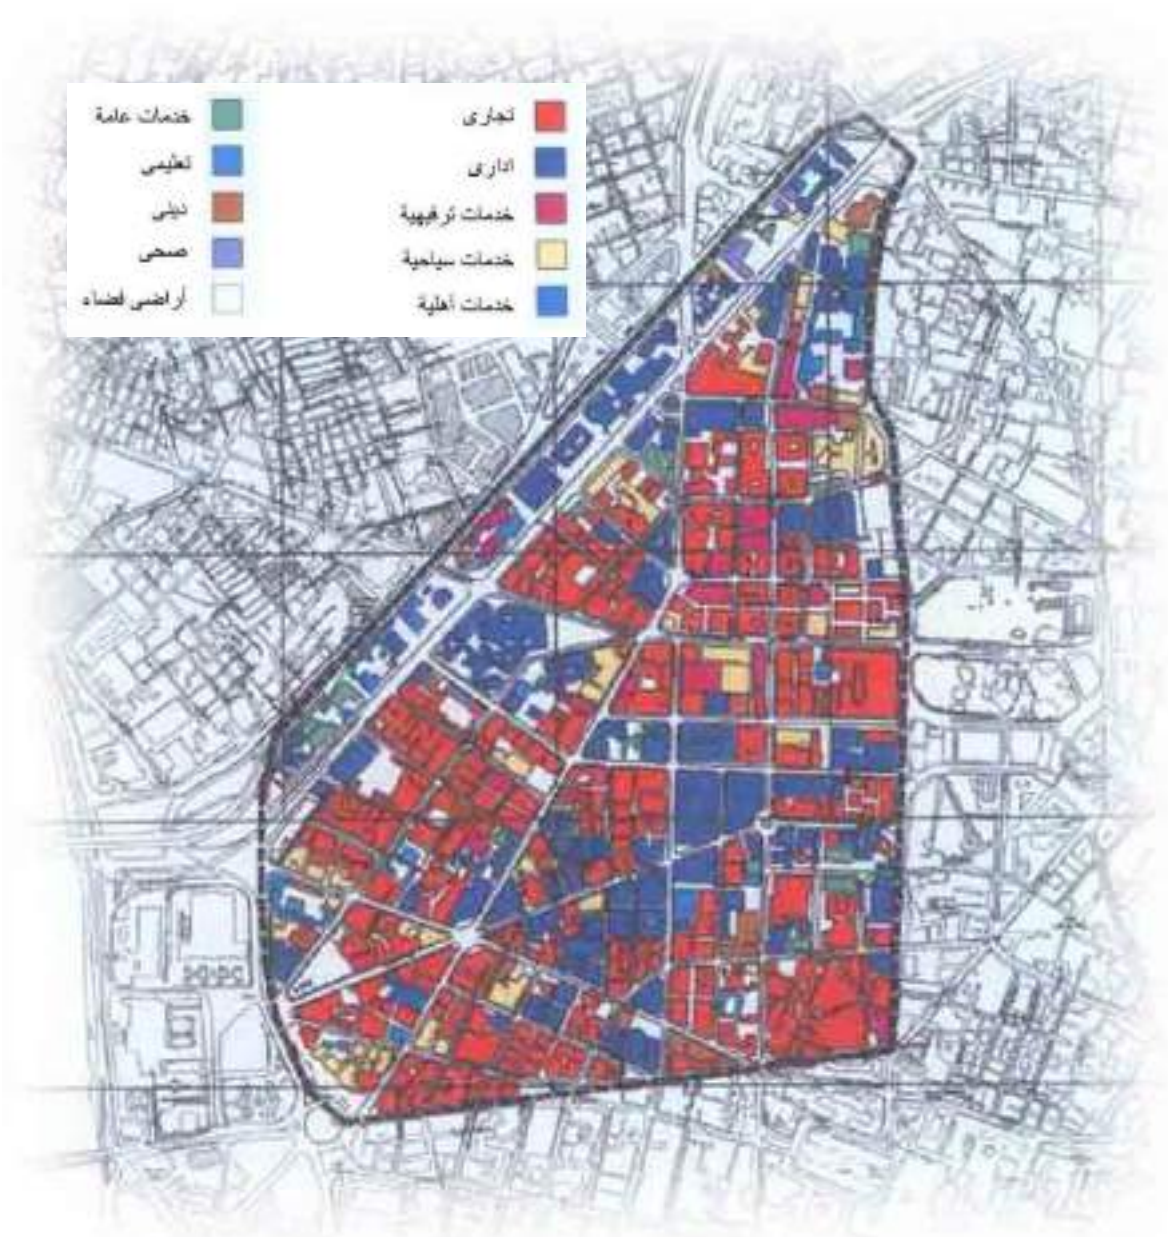 تجارى
ادارى
خدمات ترفيهية
خدمات سياحية
خدمات أهلية
خدمات عامة
تعليمى
دينى
صحى
أراضى فضاء